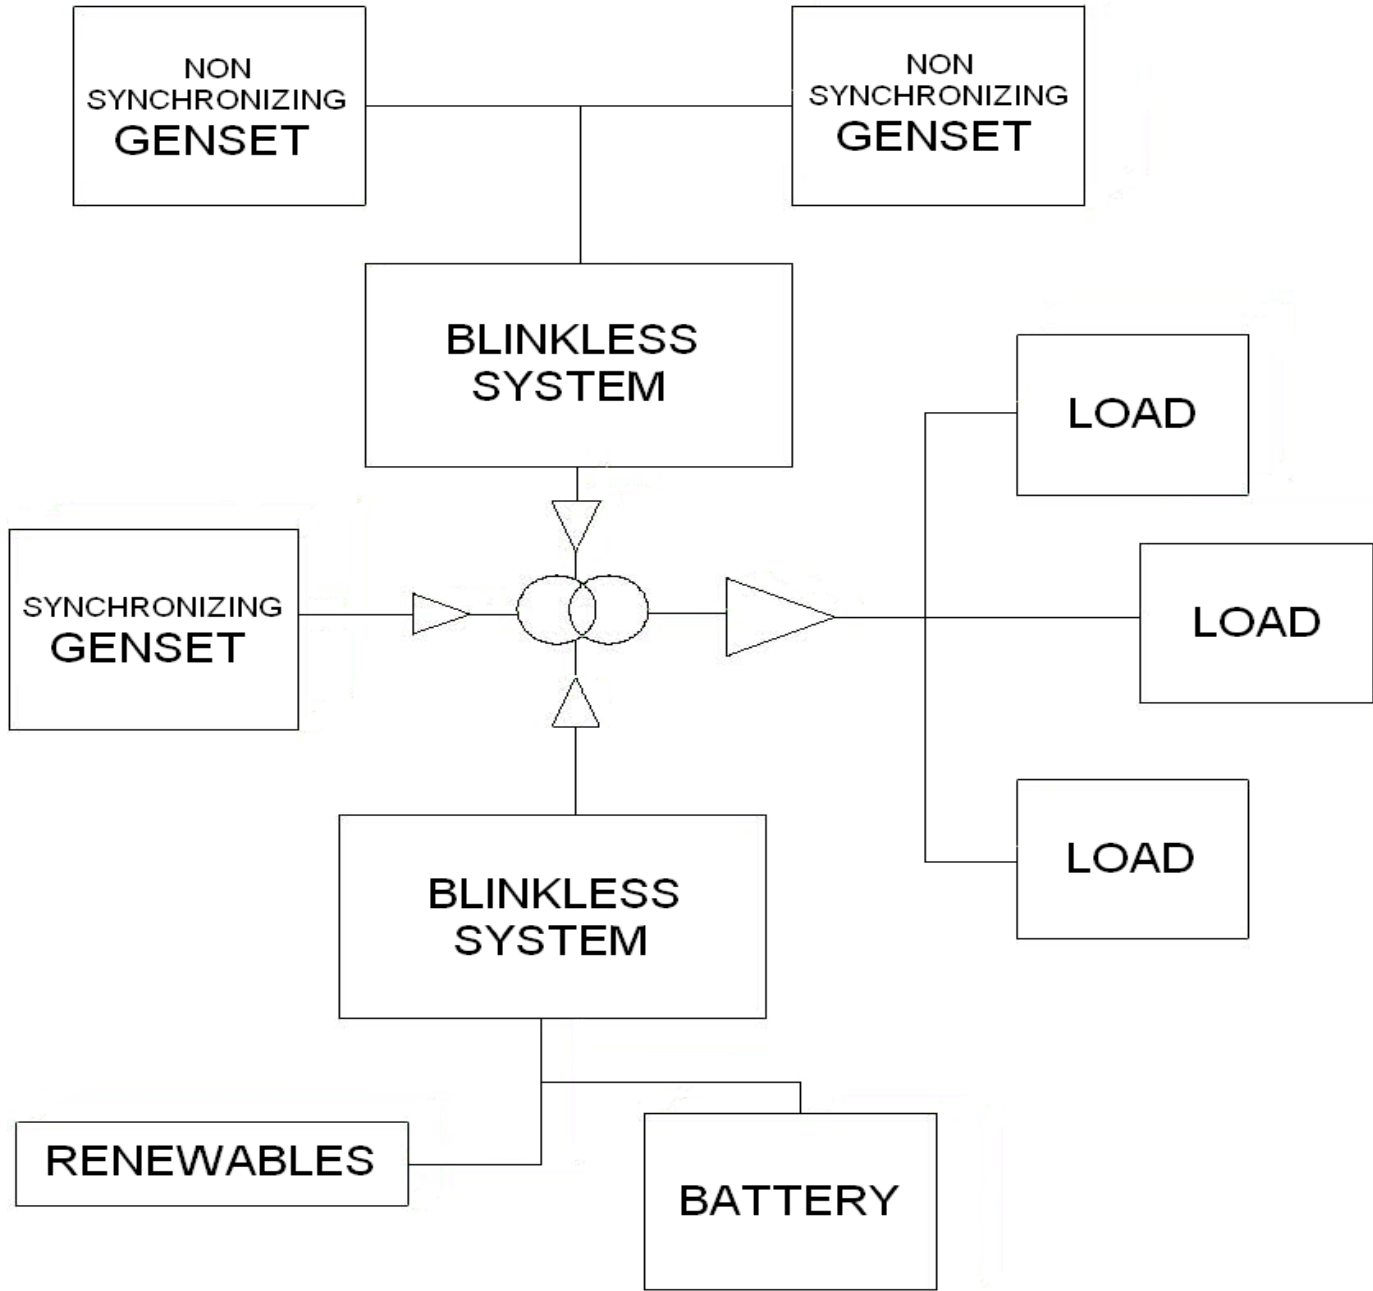 NON
SYNCHRONIZING
GENSET
NON
SYNCHRONIZING
GENSET
BLINKLESS
SYSTEM
LOAD
SYNCHRONIZING
GENSET
LOAD
LOAD
BLINKLESS
SYSTEM
RENEWABLES
BATTERY